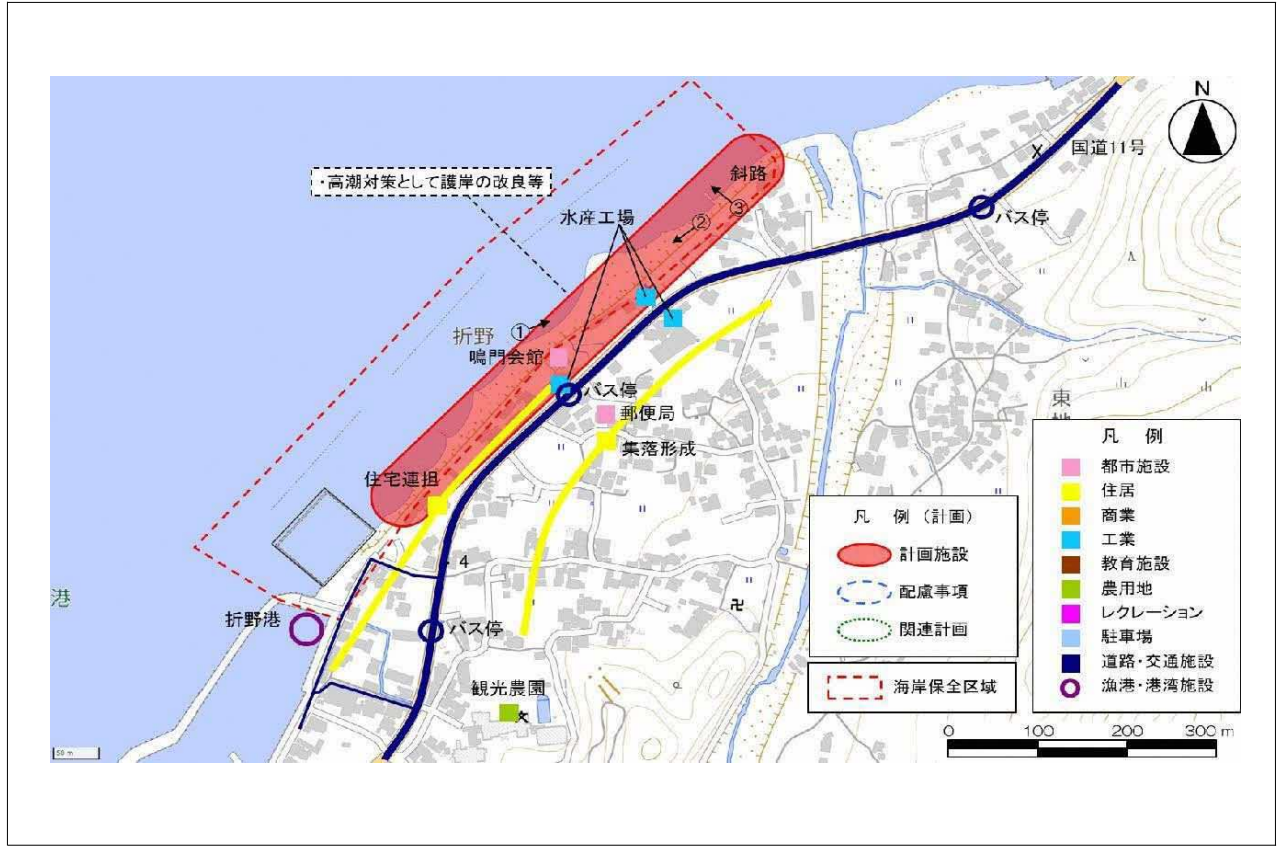 N
国道11号
X
バス停
・高潮対策として護岸の改良等
斜路
③
②
水産工場
①
折野
鳴門会館
バス停
郵便局
集落形成
住宅連担
4
港
折野港
バス停
観光農園
文
卍
東
凡 例(計画)
計画施設
配慮事項
関連計画
海岸保全区域
凡 例
都市施設
住居
商業
工業
教育施設
農用地
レクレーション
駐車場
道路・交通施設
漁港・港湾施設
0 100 200 300 m
50 m